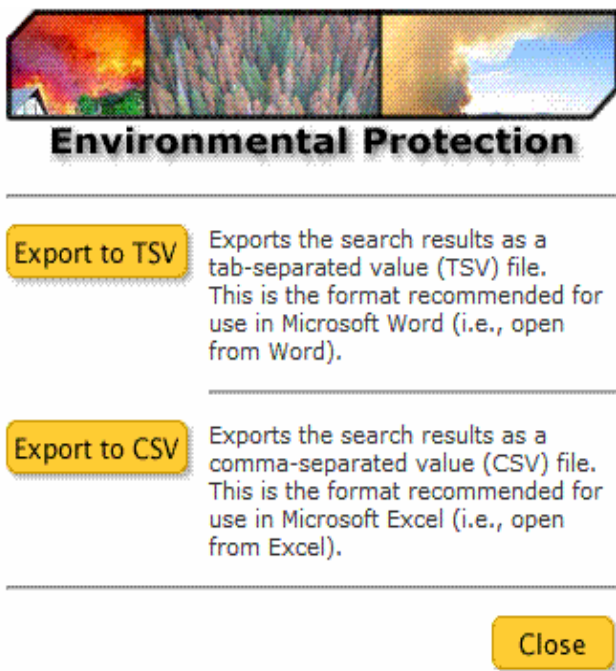 Environmental Protection
Export to TSV
Exports the search results as a
tab-separated value (TSV) file.
This is the format recommended for
use in Microsoft Word (i.e., open
from Word).
Export to CSV
Exports the search results as a
comma-separated value (CSV) file.
This is the format recommended for
use in Microsoft Excel (i.e., open
from Excel).
Close